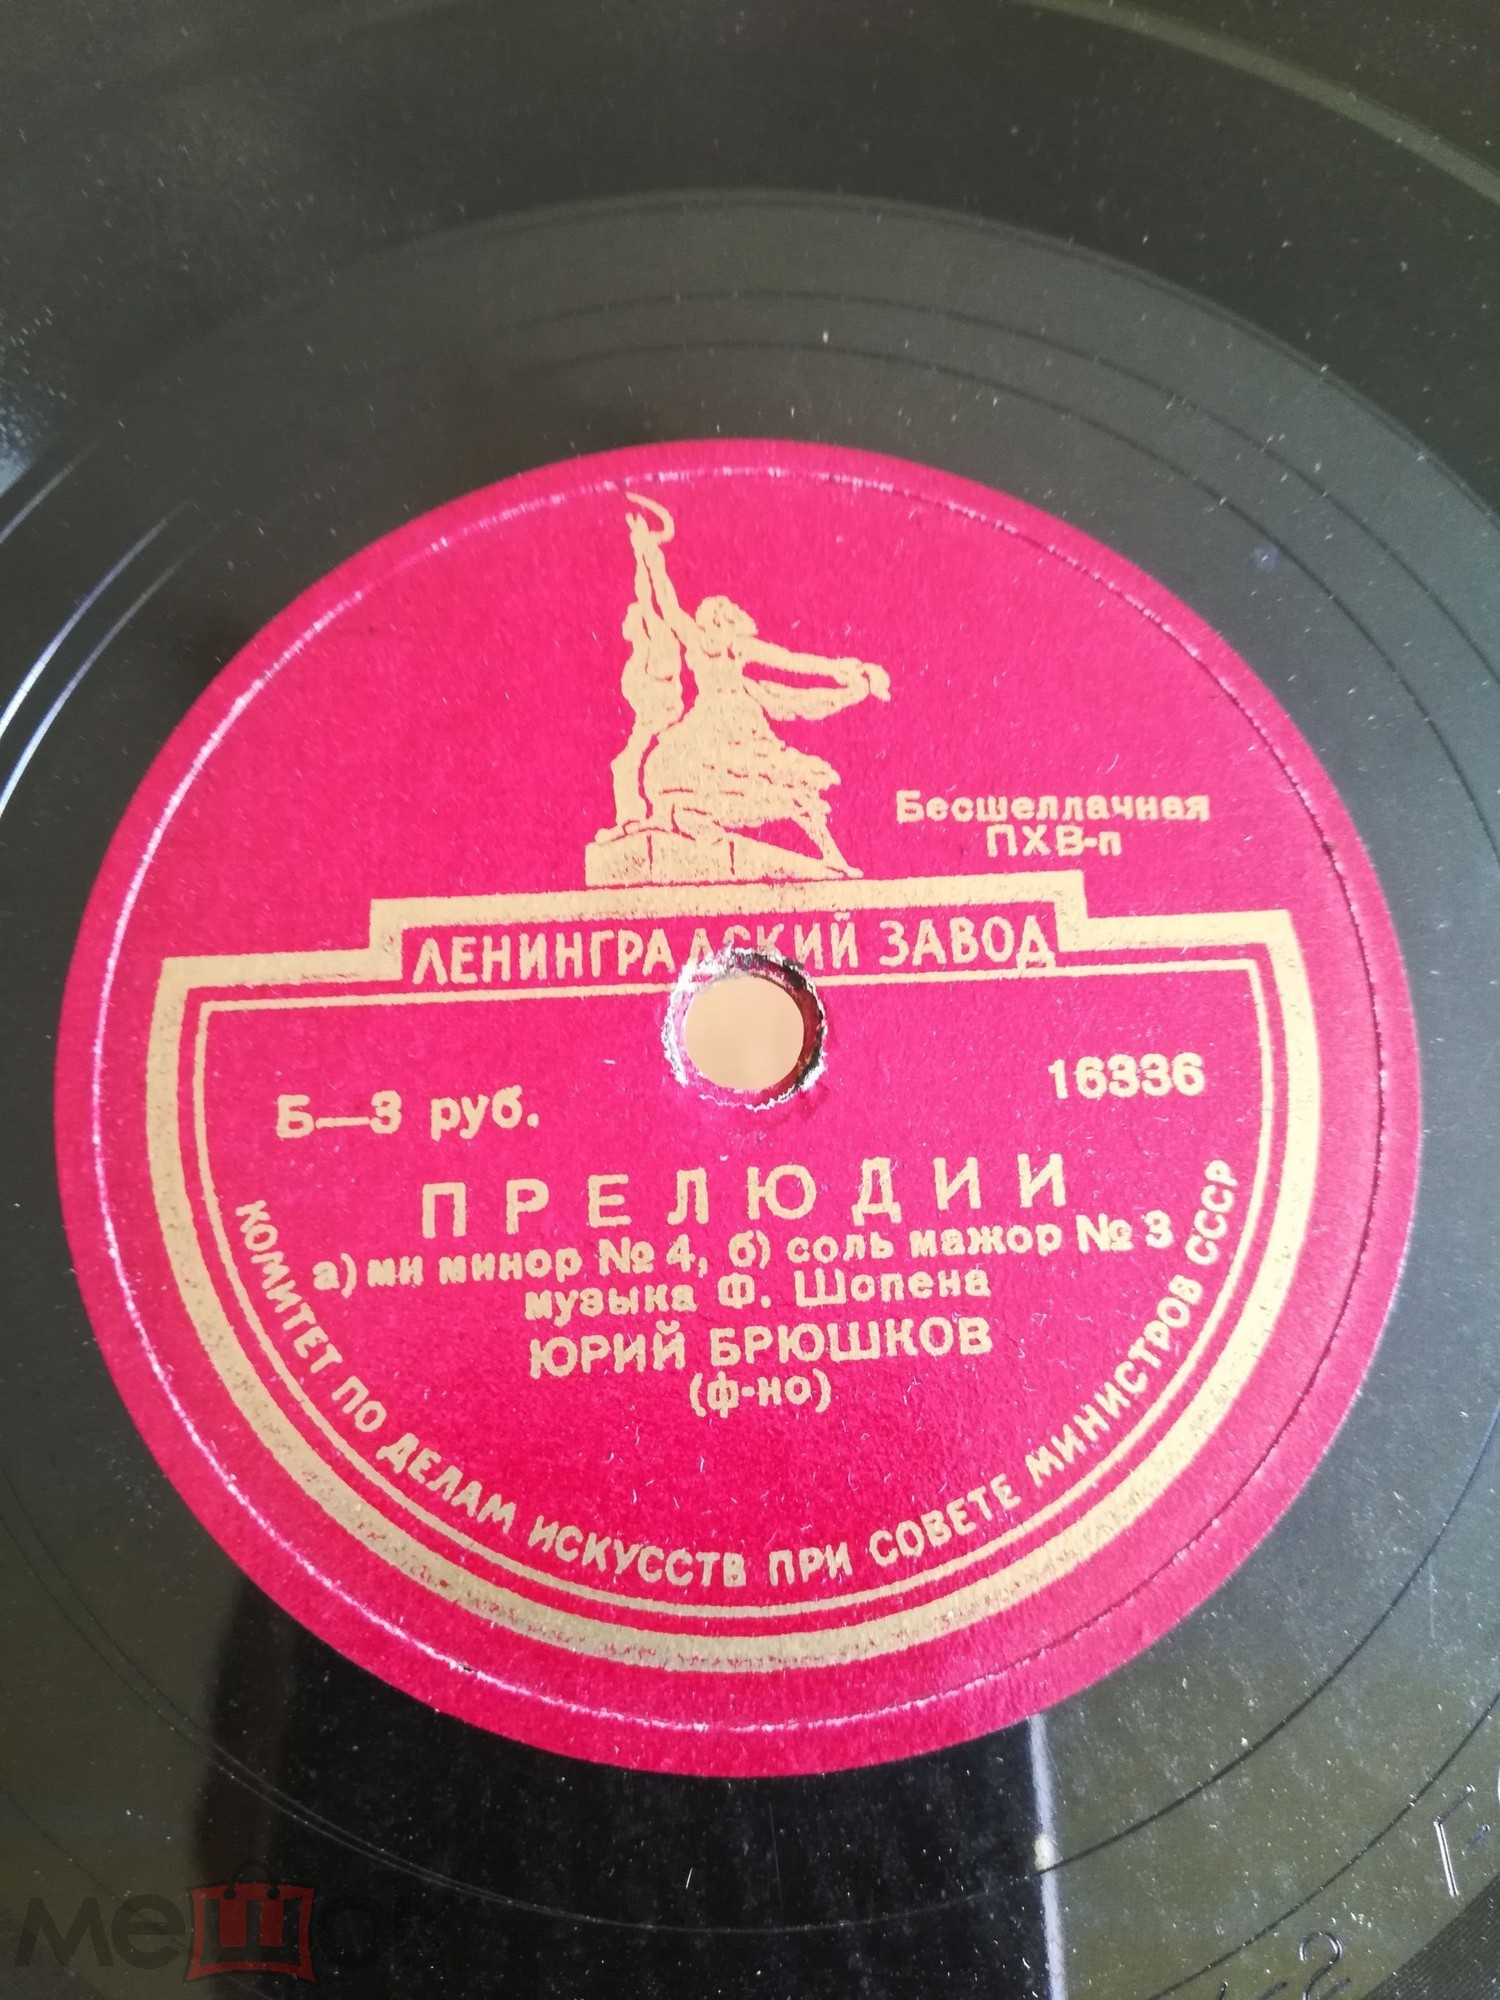 Бесшеллачная
ПХВ-п
ЛЕНИНГРАДСКИЙ ЗАВОД
Б—3 руб.
16336
ПРЕЛЮДИИ
а) ми минор № 4, б) соль мажор № 3
музыка Ф. Шопена
ЮРИЙ БРЮШКОВ
(ф-но)
КОМИТЕТ ПО ДЕЛАМ ИСКУССТВ ПРИ СОВЕТЕ МИНИСТРОВ СССР
мешок